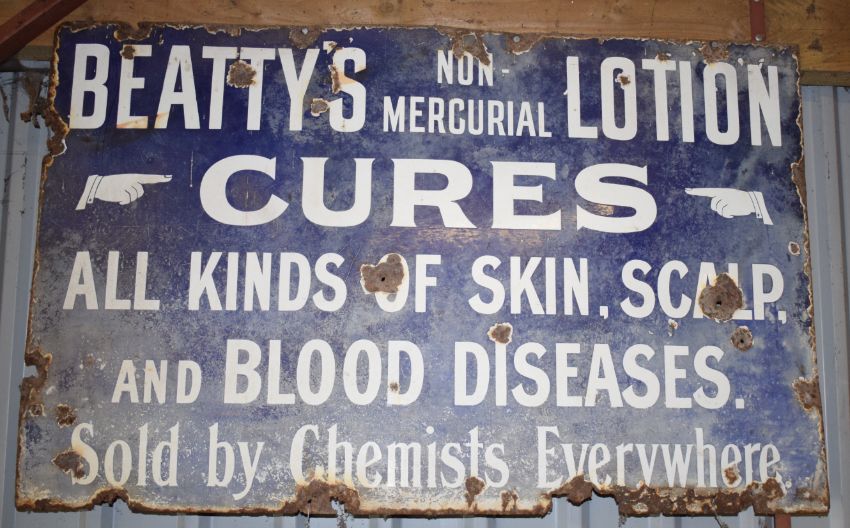 BEATTY'S NON-MERCURIAL LOTION
CURES
ALL KINDS OF SKIN, SCALP,
AND BLOOD DISEASES.
Sold by Chemists Everywhere.